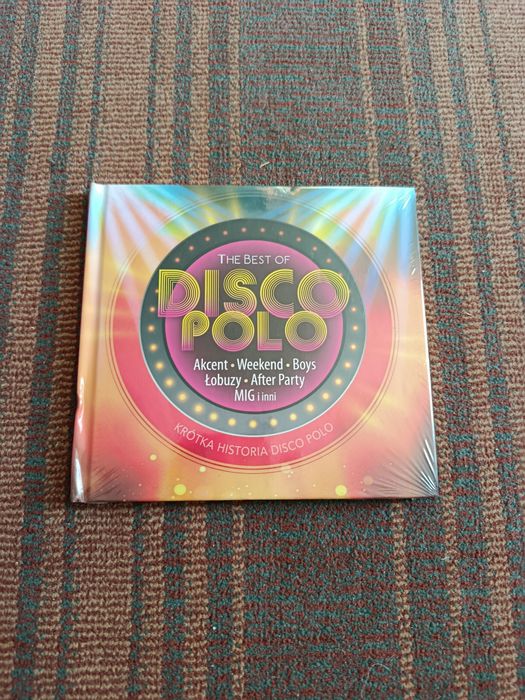 THE BEST OF
DISCO
POLO
Akcent • Weekend • Boys
Łobuzy • After Party
MIG i inni
KRÓTKA HISTORIA DISCO POLO